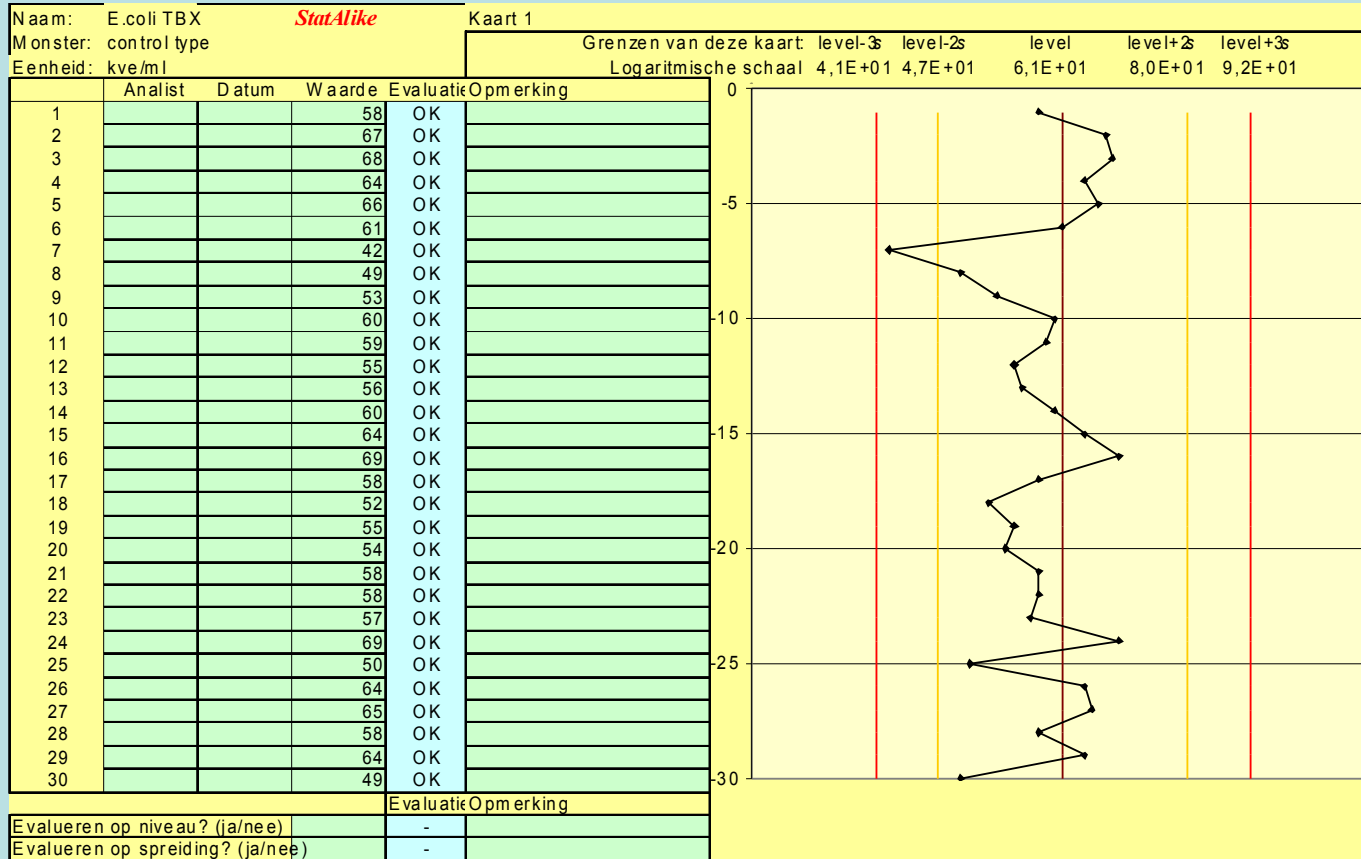 Naam: E.coli TBX StatAlike Kaart 1
Monster: control type Grenzen van deze kaart: level-3s level-2s level level+2s level+3s
Eenheid: kve/ml Logaritmische schaal 4,1E+01 4,7E+01 6,1E+01 8,0E+01 9,2E+01
Analist Datum Waarde Evaluatie Opmerking 0
1 58 OK
2 67 OK
3 68 OK
4 64 OK
5 66 OK -5
6 61 OK
7 42 OK
8 49 OK
9 53 OK
10 60 OK -10
11 59 OK
12 55 OK
13 56 OK
14 60 OK
15 64 OK -15
16 69 OK
17 58 OK
18 52 OK
19 55 OK
20 54 OK -20
21 58 OK
22 58 OK
23 57 OK
24 69 OK
25 50 OK -25
26 64 OK
27 65 OK
28 58 OK
29 64 OK
30 49 OK -30
Evaluatie Opmerking
Evalueren op niveau? (ja/nee) -
Evalueren op spreiding? (ja/nee) -